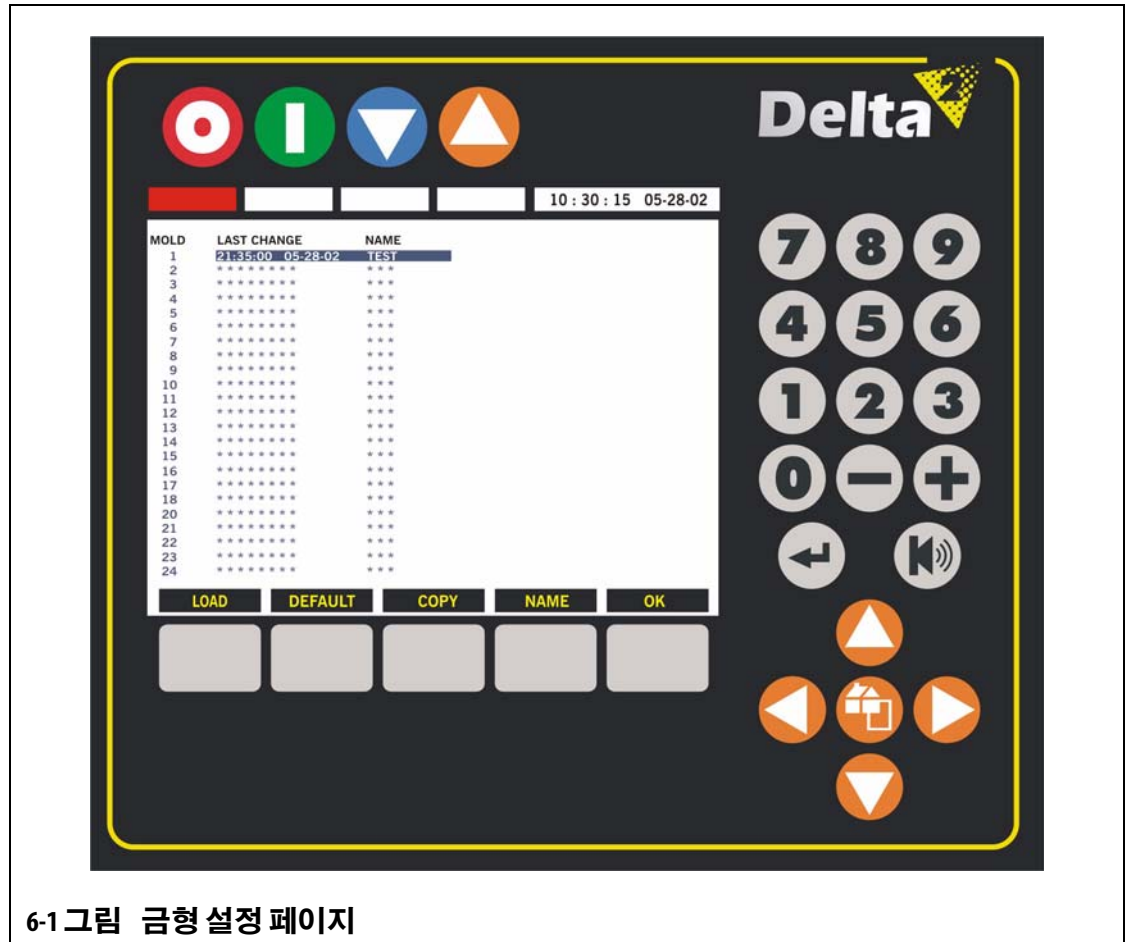 Delta 2
10 : 30 : 15 05-28-02
MOLD LAST CHANGE NAME
1 21:35:00 05-28-02 TEST
2 * * * * * * * * * * *
3 * * * * * * * * * * *
4 * * * * * * * * * * *
5 * * * * * * * * * * *
6 * * * * * * * * * * *
7 * * * * * * * * * * *
8 * * * * * * * * * * *
9 * * * * * * * * * * *
10 * * * * * * * * * * *
11 * * * * * * * * * * *
12 * * * * * * * * * * *
13 * * * * * * * * * * *
14 * * * * * * * * * * *
15 * * * * * * * * * * *
16 * * * * * * * * * * *
17 * * * * * * * * * * *
18 * * * * * * * * * * *
20 * * * * * * * * * * *
21 * * * * * * * * * * *
22 * * * * * * * * * * *
23 * * * * * * * * * * *
24 * * * * * * * * * * *
LOAD DEFAULT COPY NAME OK
7 8 9
4 5 6
1 2 3
0 - +
6-1 그림 금형 설정 페이지